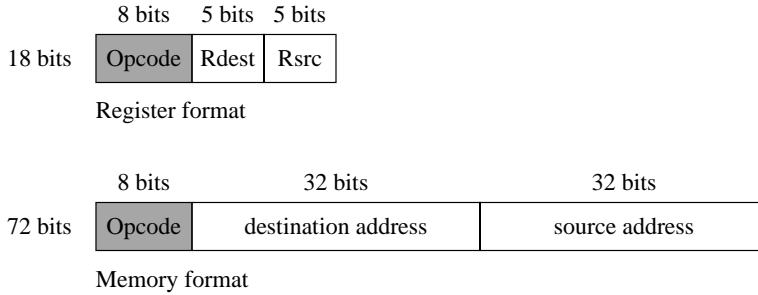 8 bits 5 bits 5 bits
18 bits Opcode Rdest Rsrc
Register format
8 bits 32 bits 32 bits
72 bits Opcode destination address source address
Memory format